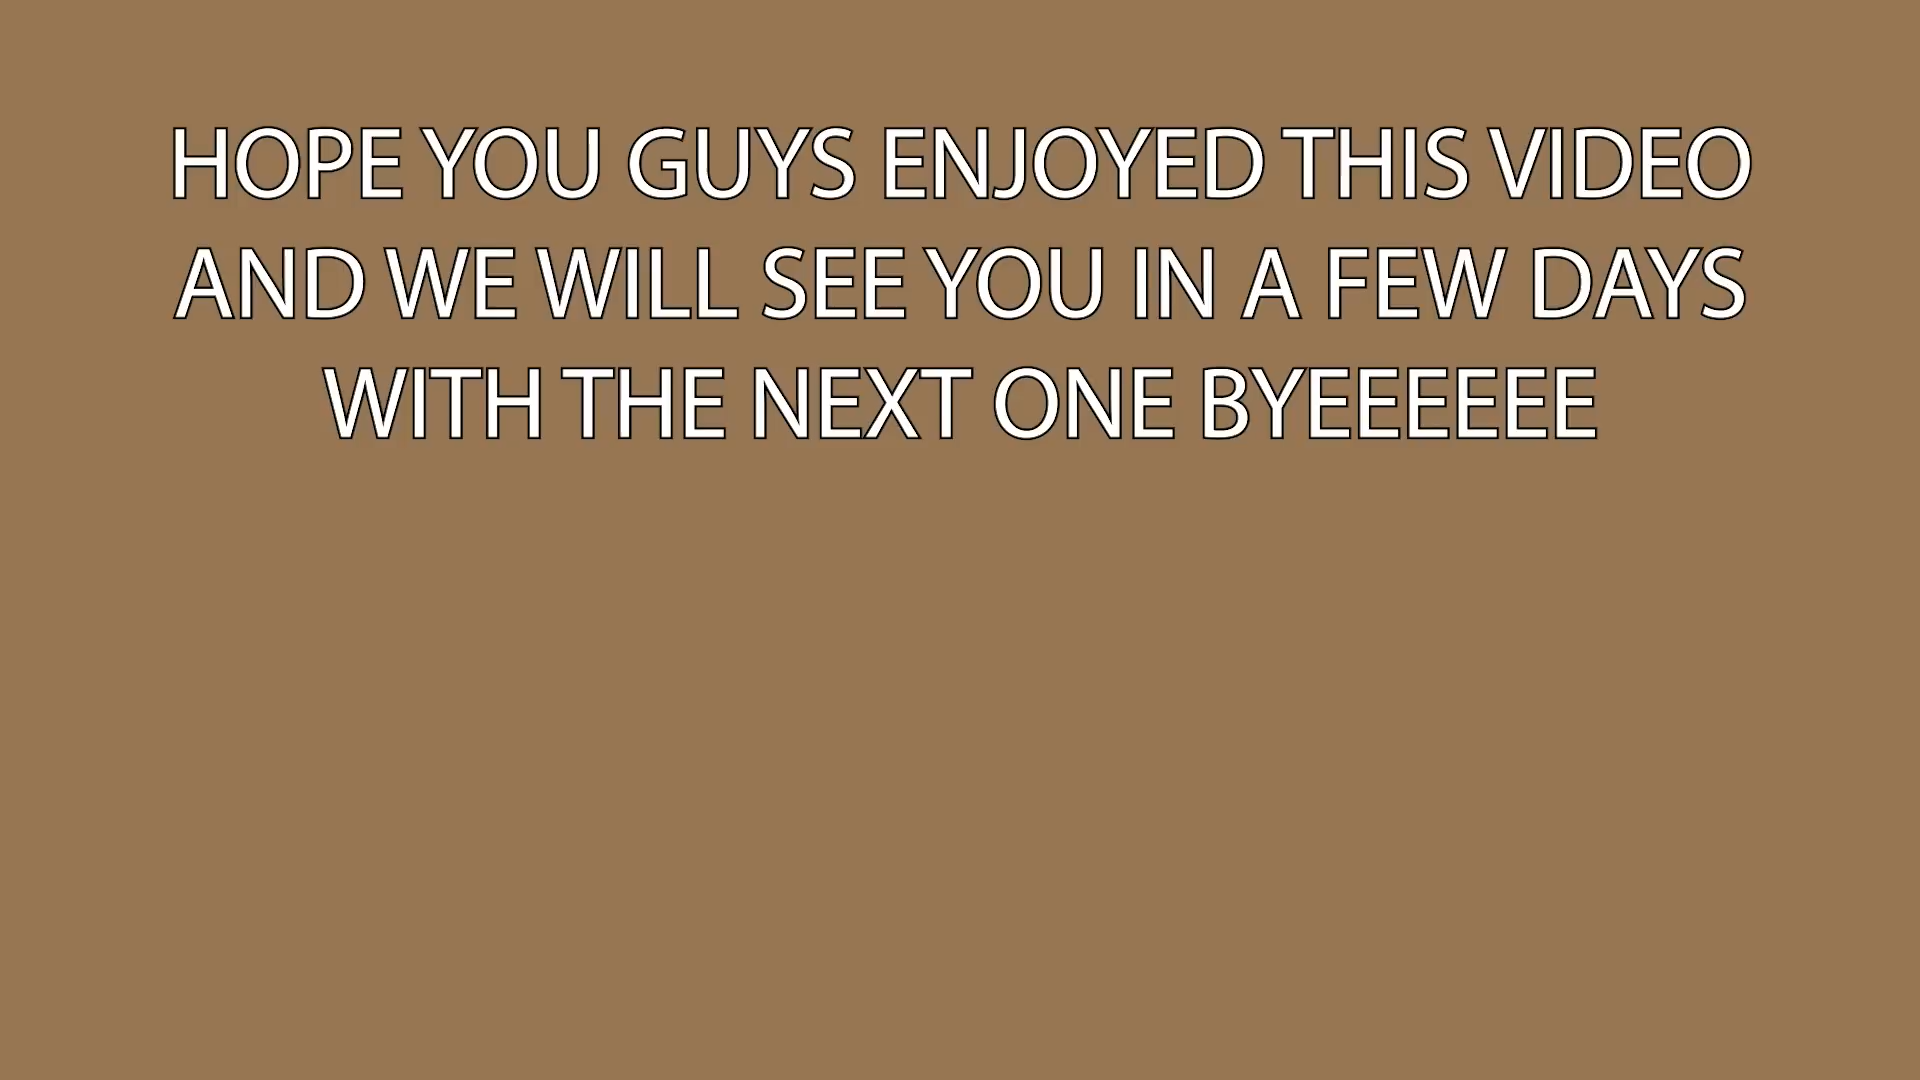 HOPE YOU GUYS ENJOYED THIS VIDEO
AND WE WILL SEE YOU IN A FEW DAYS
WITH THE NEXT ONE BYEEEEEE